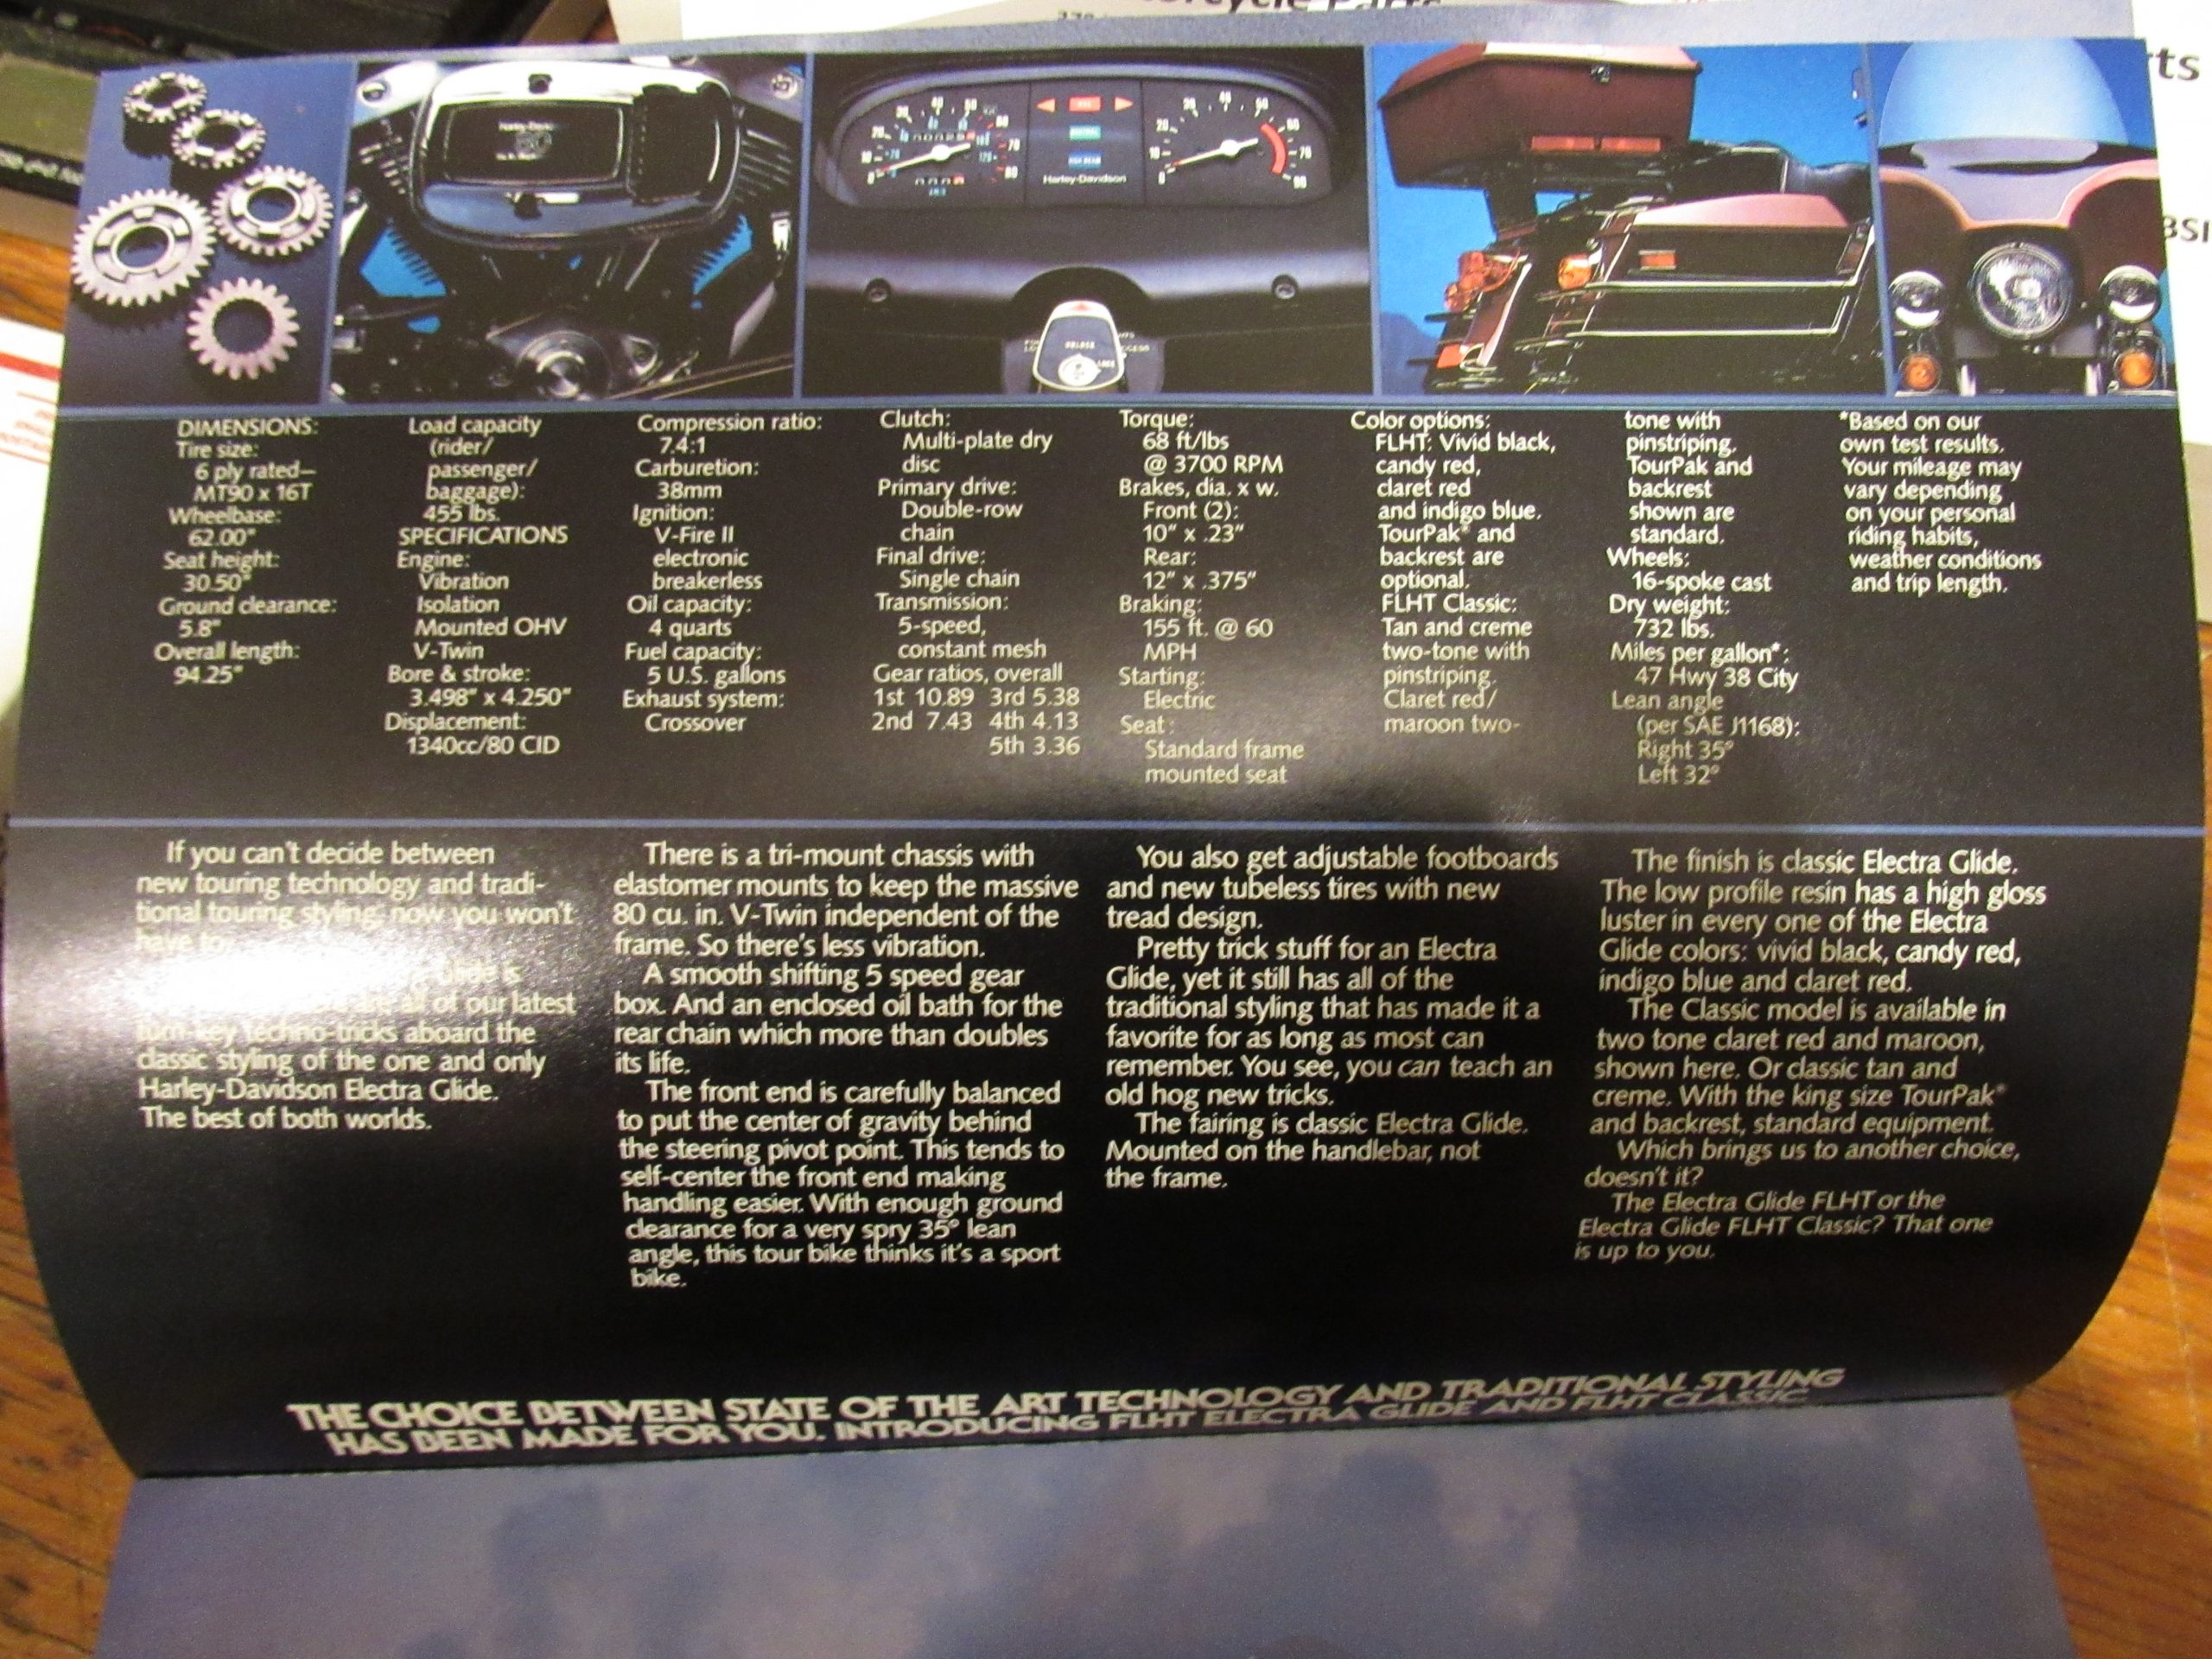 orcycle Parts
rts
BSI
Harley-Davidson
DIMENSIONS:
Tire size:
6 ply rated—
MT90 x 16T
Wheelbase:
62.00"
Seat height:
30.50"
Ground clearance:
5.8"
Overall length:
94.25"
Load capacity
(rider/
passenger/
baggage):
455 lbs.
SPECIFICATIONS
Engine:
Vibration
Isolation
Mounted OHV
V-Twin
Bore & stroke:
3.498" x 4.250"
Displacement:
1340cc/80 CID
Compression ratio:
7.4:1
Carburetion:
38mm
Ignition:
V-Fire II
electronic
breakerless
Oil capacity:
4 quarts
Fuel capacity:
5 U.S. gallons
Exhaust system:
Crossover
Clutch:
Multi-plate dry
disc
Primary drive:
Double-row
chain
Final drive:
Single chain
Transmission:
5-speed,
constant mesh
Gear ratios, overall
1st 10.89 3rd 5.38
2nd 7.43 4th 4.13
5th 3.36
Torque:
68 ft/lbs
@ 3700 RPM
Brakes, dia. x w.
Front (2):
10" x .23"
Rear:
12" x .375"
Braking:
155 ft. @ 60
MPH
Starting:
Electric
Seat:
Standard frame
mounted seat
Color options:
FLHT: Vivid black,
candy red,
claret red
and indigo blue.
TourPak® and
backrest are
optional.
FLHT Classic:
Tan and creme
two-tone with
pinstriping.
Claret red/
maroon two-
tone with
pinstriping.
TourPak and
backrest
shown are
standard.
Wheels:
16-spoke cast
Dry weight:
732 lbs.
Miles per gallon*:
47 Hwy 38 City
Lean angle
(per SAE J1168):
Right 35°
Left 32°
*Based on our
own test results.
Your mileage may
vary depending
on your personal
riding habits,
weather conditions
and trip length.
If you can't decide between
new touring technology and tradi-
tional touring styling, now you won't
have to.
Glide is
all of our latest
turn-key techno-tricks aboard the
classic styling of the one and only
Harley-Davidson Electra Glide.
The best of both worlds.
There is a tri-mount chassis with
elastomer mounts to keep the massive
80 cu. in. V-Twin independent of the
frame. So there's less vibration.
A smooth shifting 5 speed gear
box. And an enclosed oil bath for the
rear chain which more than doubles
its life.
The front end is carefully balanced
to put the center of gravity behind
the steering pivot point. This tends to
self-center the front end making
handling easier. With enough ground
clearance for a very spry 35° lean
angle, this tour bike thinks it's a sport
bike.
You also get adjustable footboards
and new tubeless tires with new
tread design.
Pretty trick stuff for an Electra
Glide, yet it still has all of the
traditional styling that has made it a
favorite for as long as most can
remember. You see, you can teach an
old hog new tricks.
The fairing is classic Electra Glide.
Mounted on the handlebar, not
the frame.
The finish is classic Electra Glide.
The low profile resin has a high gloss
luster in every one of the Electra
Glide colors: vivid black, candy red,
indigo blue and claret red.
The Classic model is available in
two tone claret red and maroon,
shown here. Or classic tan and
creme. With the king size TourPak®
and backrest, standard equipment.
Which brings us to another choice,
doesn't it?
The Electra Glide FLHT or the
Electra Glide FLHT Classic? That one
is up to you.
THE CHOICE BETWEEN STATE OF THE ART TECHNOLOGY AND TRADITIONAL STYLING
HAS BEEN MADE FOR YOU. INTRODUCING FLHT ELECTRA GLIDE AND FLHT CLASSIC.